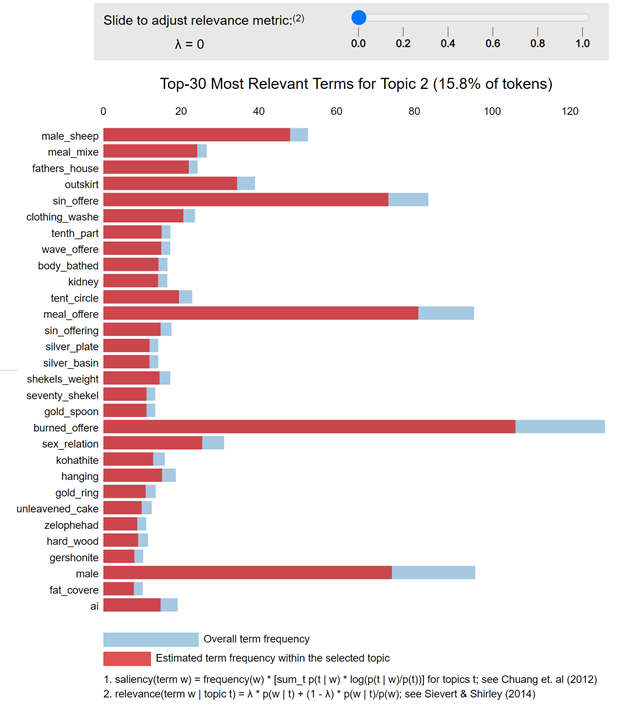 Slide to adjust relevance metric:(2)
λ = 0
0.0 0.2 0.4 0.6 0.8 1.0
Top-30 Most Relevant Terms for Topic 2 (15.8% of tokens)
0 20 40 60 80 100 120
male_sheep
meal_mixe
fathers_house
outskirt
sin_offere
clothing_washe
tenth_part
wave_offere
body_bathed
kidney
tent_circle
meal_offere
sin_offering
silver_plate
silver_basin
shekels_weight
seventy_shekel
gold_spoon
burned_offere
sex_relation
kohathite
hanging
gold_ring
unleavened_cake
zelophehad
hard_wood
gershonite
male
fat_covere
ai
Overall term frequency
Estimated term frequency within the selected topic
1. saliency(term w) = frequency(w) * [sum_t p(t | w) * log(p(t | w)/p(t))] for topics t; see Chuang et. al (2012)
2. relevance(term w | topic t) = λ * p(w | t) + (1 - λ) * p(w | t)/p(w); see Sievert & Shirley (2014)